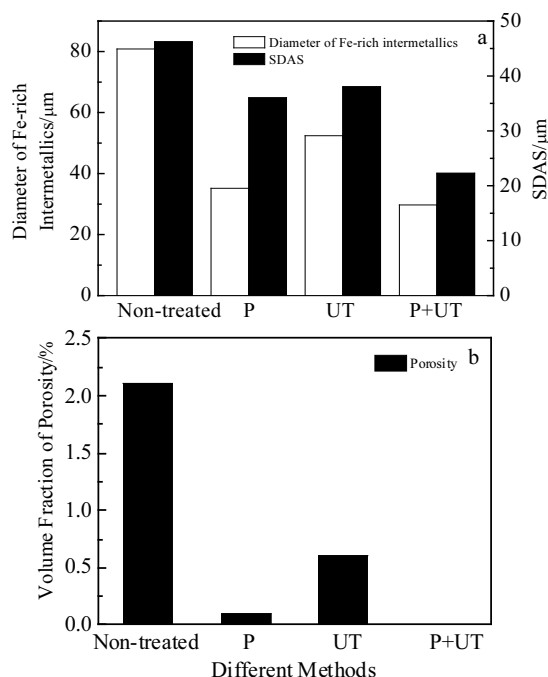 a
Diameter of Fe-rich intermetallics
SDAS
Diameter of Fe-rich
Intermetallics/μm
80
60
40
20
0
50
40
30
20
10
0
SDAS/μm
Non-treated P UT P+UT
b
Porosity
Volume Fraction of Porosity/%
2.5
2.0
1.5
1.0
0.5
0.0
Non-treated P UT P+UT
Different Methods